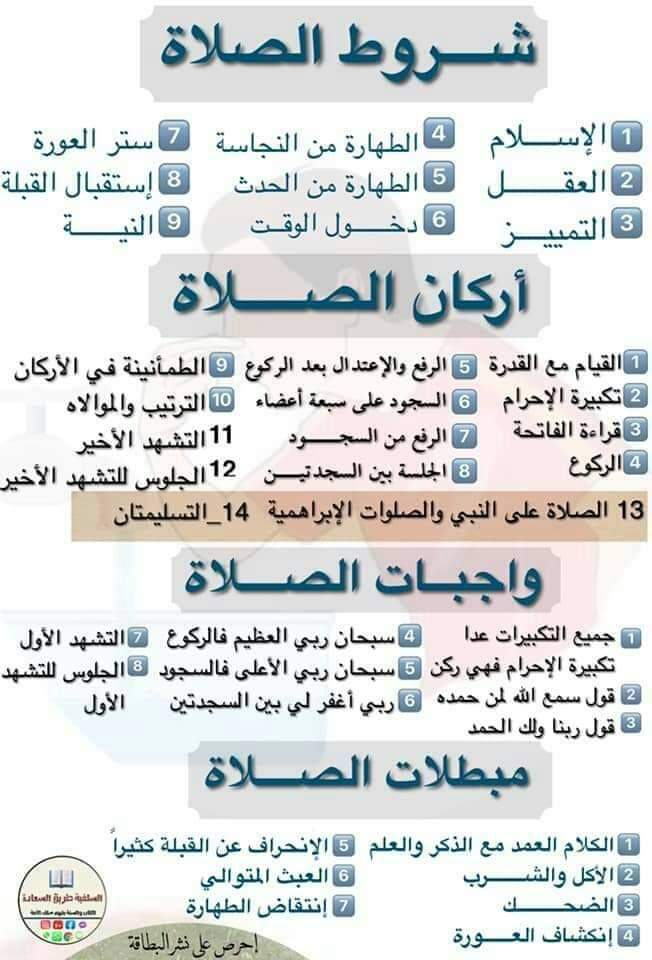 شـــروط الصلاة
1 الإســـلام
2 العقـــل
3 التمييـــز
4 الطهارة من النجاسة
5 الطهارة من الحدث
6 دخـــول الوقت
7 ستر العورة
8 إستقبال القبلة
9 النيـــة
أركان الصـــلاة
1 القيام مع القدرة
2 تكبيرة الإحرام
3 قراءة الفاتحة
4 الركوع
5 الرفع والإعتدال بعد الركوع
6 السجود على سبعة أعضاء
7 الرفع من السجـــود
8 الجلسة بين السجدتيـــن
9 الطمأنينة في الأركان
10 الترتيب والموالاه
11 التشهد الأخير
12 الجلوس للتشهد الأخير
13 الصلاة على النبي والصلوات الإبراهمية 14_التسليمتان
واجبـــات الصـــلاة
1 جميع التكبيرات عدا
تكبيرة الإحرام فهي ركن
2 قول سمع الله لمن حمده
3 قول ربنا ولك الحمد
4 سبحان ربي العظيم فالركوع
5 سبحان ربي الأعلى فالسجود
6 ربي أغفر لي بين السجدتين
7 التشهد الأول
8 الجلوس للتشهد
الأول
مبطلات الصـــلاة
1 الكلام العمد مع الذكر والعلم
2 الأكل والشـــرب
3 الضحـــك
4 إنكشاف العـــورة
5 الإنحراف عن القبلة كثيراً
6 العبث المتوالي
7 إنتقاض الطهارة
السلفية طريق السعادة
إحرص على نشر البطاقة